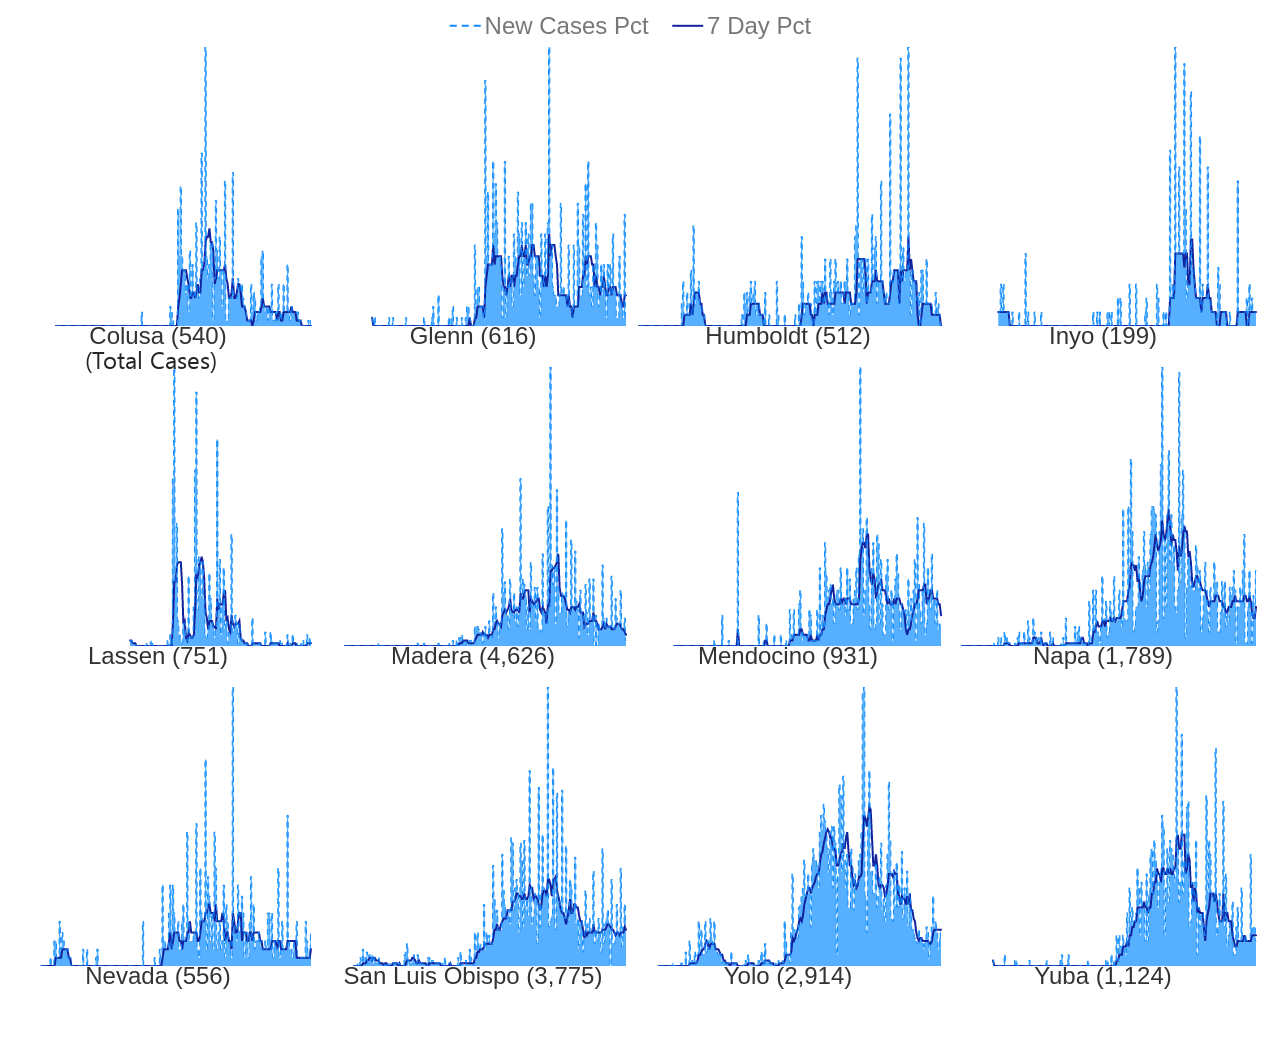 New Cases Pct 7 Day Pct
Colusa (540) Glenn (616) Humboldt (512) Inyo (199)
(Total Cases)
Lassen (751) Madera (4,626) Mendocino (931) Napa (1,789)
Nevada (556) San Luis Obispo (3,775) Yolo (2,914) Yuba (1,124)